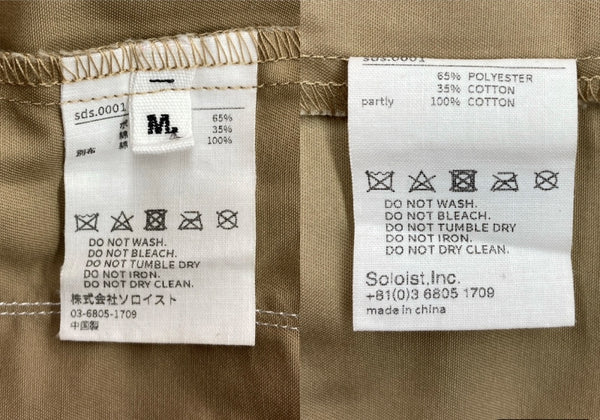 sds.0001
M.
65%
綿 35%
別布 綿 100%
DO NOT WASH.
DO NOT BLEACH.
DO NOT TUMBLE DRY
DO NOT IRON.
DO NOT DRY CLEAN.
株式会社ソロイスト
03-6805-1709
中国製
sds.0001
65% POLYESTER
35% COTTON
partly 100% COTTON
DO NOT WASH.
DO NOT BLEACH.
DO NOT TUMBLE DRY
DO NOT IRON.
DO NOT DRY CLEAN.
Soloist,Inc.
+81(0)3 6805 1709
made in china